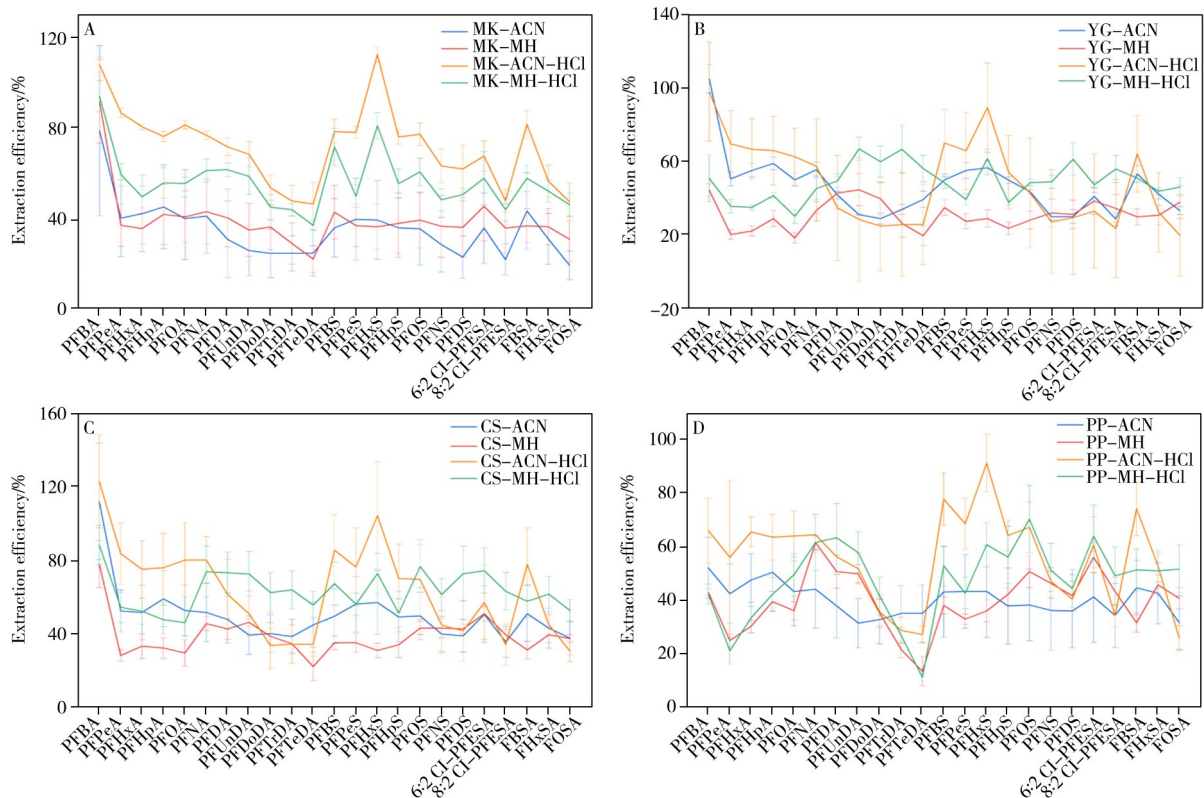 A
MK−ACN
MK−MH
MK−ACN−HCl
MK−MH−HCl
Extraction efficiency/%
120
80
40
0
PFBA
PFPeA
PFHxA
PFHpA
PFOA
PFNA
PFDA
PFUnDA
PFDoDA
PFTrDA
PFTeDA
PFBS
PFPeS
PFHxS
PFHpS
PFOS
PFNS
PFDS
6:2 Cl−PFESA
8:2 Cl−PFESA
FBSA
FHxSA
FOSA
B
YG−ACN
YG−MH
YG−ACN−HCl
YG−MH−HCl
Extraction efficiency/%
140
100
60
20
−20
PFBA
PFPeA
PFHxA
PFHpA
PFOA
PFNA
PFDA
PFUnDA
PFDoDA
PFTrDA
PFTeDA
PFBS
PFPeS
PFHxS
PFHpS
PFOS
PFNS
PFDS
6:2 Cl−PFESA
8:2 Cl−PFESA
FBSA
FHxSA
FOSA
C
CS−ACN
CS−MH
CS−ACN−HCl
CS−MH−HCl
Extraction efficiency/%
160
120
80
40
0
PFBA
PFPeA
PFHxA
PFHpA
PFOA
PFNA
PFDA
PFUnDA
PFDoDA
PFTrDA
PFTeDA
PFBS
PFPeS
PFHxS
PFHpS
PFOS
PFNS
PFDS
6:2 Cl−PFESA
8:2 Cl−PFESA
FBSA
FHxSA
FOSA
D
PP−ACN
PP−MH
PP−ACN−HCl
PP−MH−HCl
Extraction efficiency/%
100
80
60
40
20
0
PFBA
PFPeA
PFHxA
PFHpA
PFOA
PFNA
PFDA
PFUnDA
PFDoDA
PFTrDA
PFTeDA
PFBS
PFPeS
PFHxS
PFHpS
PFOS
PFNS
PFDS
6:2 Cl−PFESA
8:2 Cl−PFESA
FBSA
FHxSA
FOSA